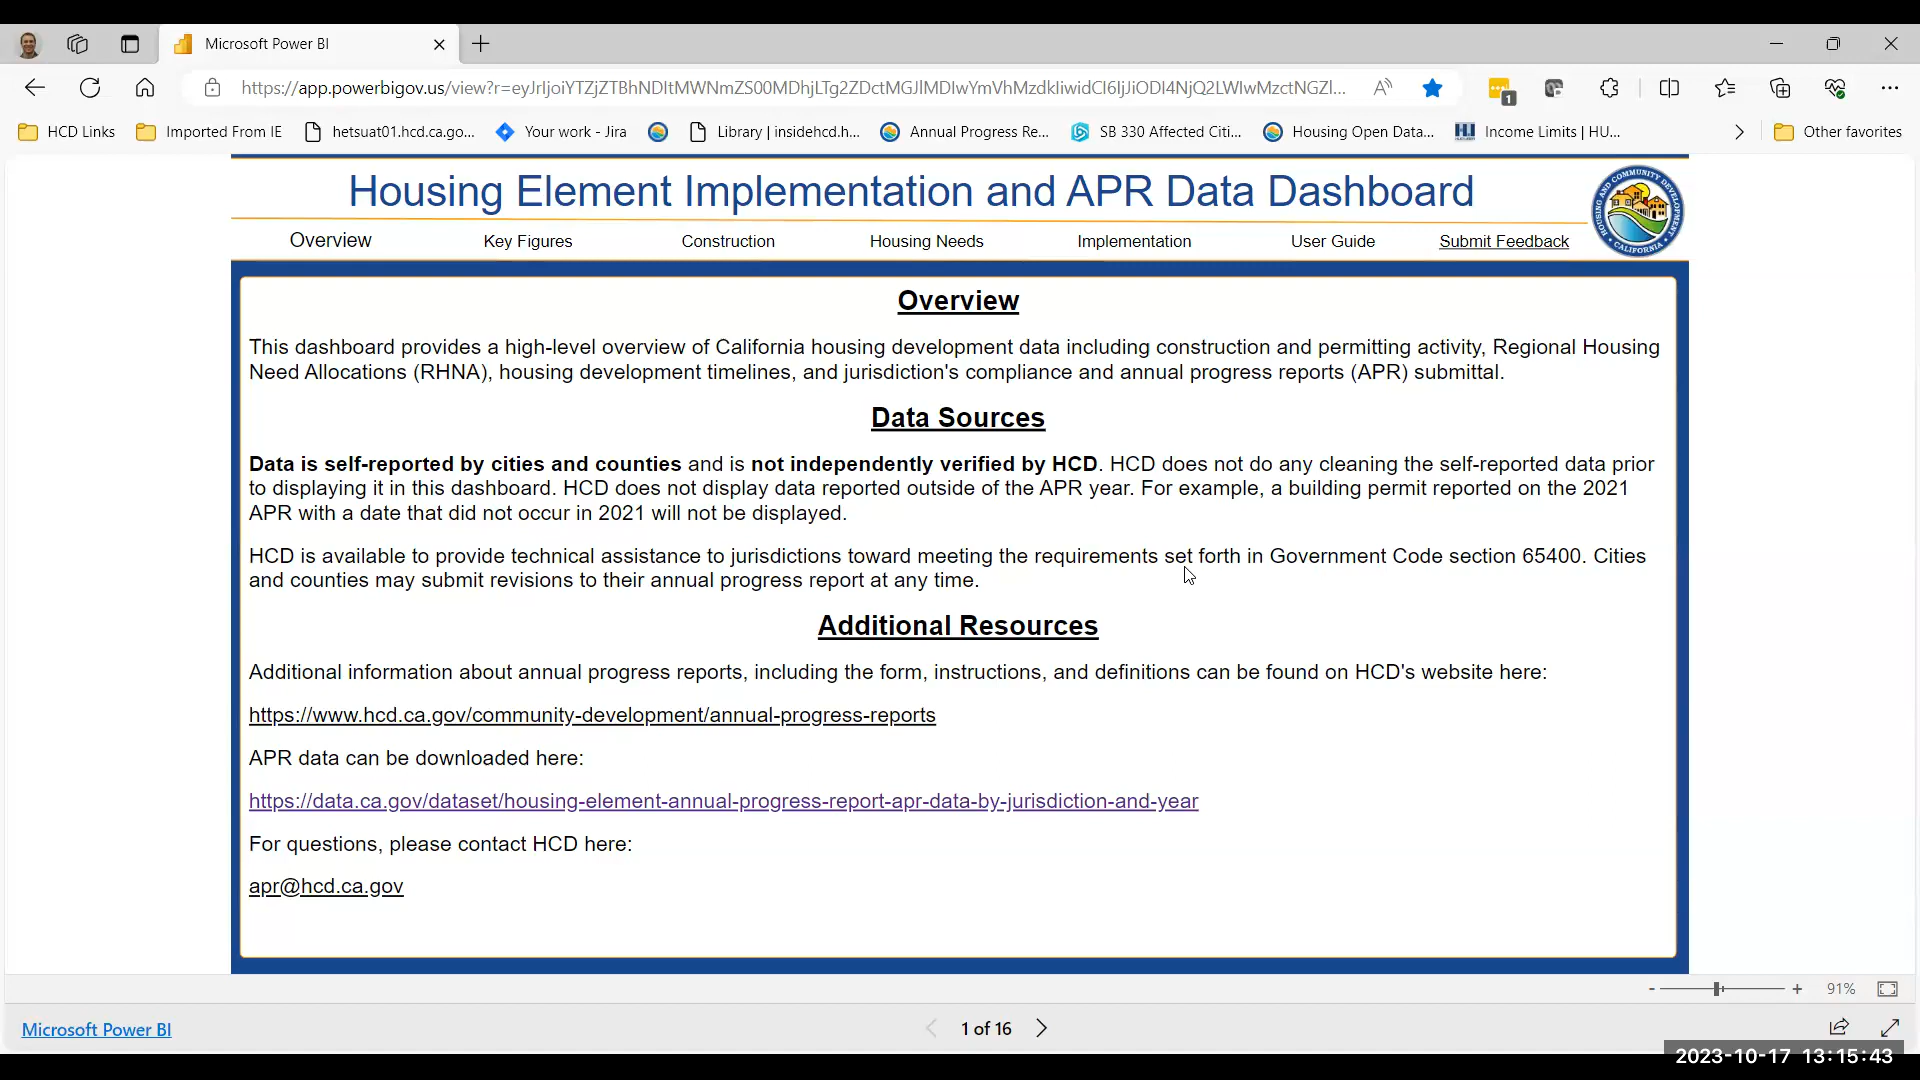 Microsoft Power BI
https://app.powerbigov.us/view?r=eyJrIjoiYTZjZTBhNDItMWNmZS00MDhjLTg2ZDctMGJlMDIwYmVhMzdkIiwidCI6IjJiODI4NjQ2LWIwMzctNGZl...
1
HCD Links
Imported From IE
hetsuat01.hcd.ca.go...
Your work - Jira
Library | insidehcd.h...
Annual Progress Re...
SB 330 Affected Citi...
Housing Open Data...
Income Limits | HU...
Other favorites
Housing Element Implementation and APR Data Dashboard
HOUSING AND COMMUNITY DEVELOPMENT
CALIFORNIA
Overview
Key Figures
Construction
Housing Needs
Implementation
User Guide
Submit Feedback
Overview
This dashboard provides a high-level overview of California housing development data including construction and permitting activity, Regional Housing
Need Allocations (RHNA), housing development timelines, and jurisdiction's compliance and annual progress reports (APR) submittal.
Data Sources
Data is self-reported by cities and counties and is not independently verified by HCD. HCD does not do any cleaning the self-reported data prior
to displaying it in this dashboard. HCD does not display data reported outside of the APR year. For example, a building permit reported on the 2021
APR with a date that did not occur in 2021 will not be displayed.
HCD is available to provide technical assistance to jurisdictions toward meeting the requirements set forth in Government Code section 65400. Cities
and counties may submit revisions to their annual progress report at any time.
Additional Resources
Additional information about annual progress reports, including the form, instructions, and definitions can be found on HCD's website here:
https://www.hcd.ca.gov/community-development/annual-progress-reports
APR data can be downloaded here:
https://data.ca.gov/dataset/housing-element-annual-progress-report-apr-data-by-jurisdiction-and-year
For questions, please contact HCD here:
apr@hcd.ca.gov
- + 91%
Microsoft Power BI
1 of 16
2023-10-17 13:15:43